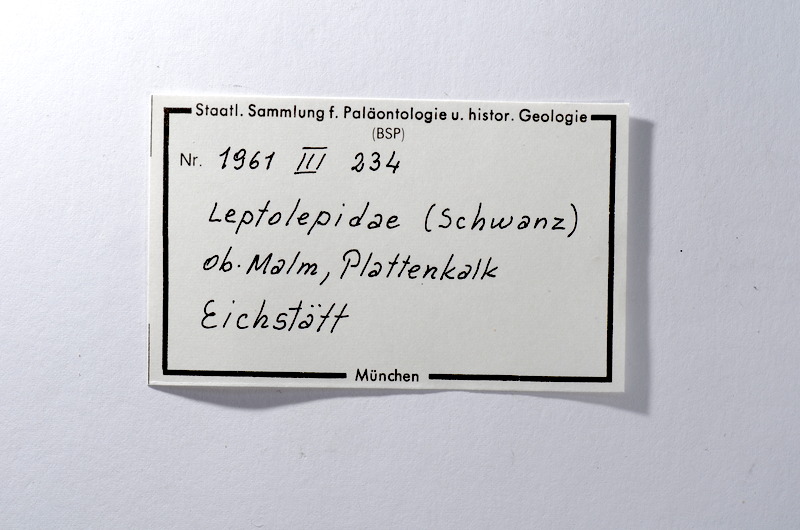 Staatl. Sammlung f. Paläontologie u. histor. Geologie
(BSP)
Nr. 1961 III 234
Leptolepidae (Schwanz)
ob. Malm, Plattenkalk
Eichstätt
München